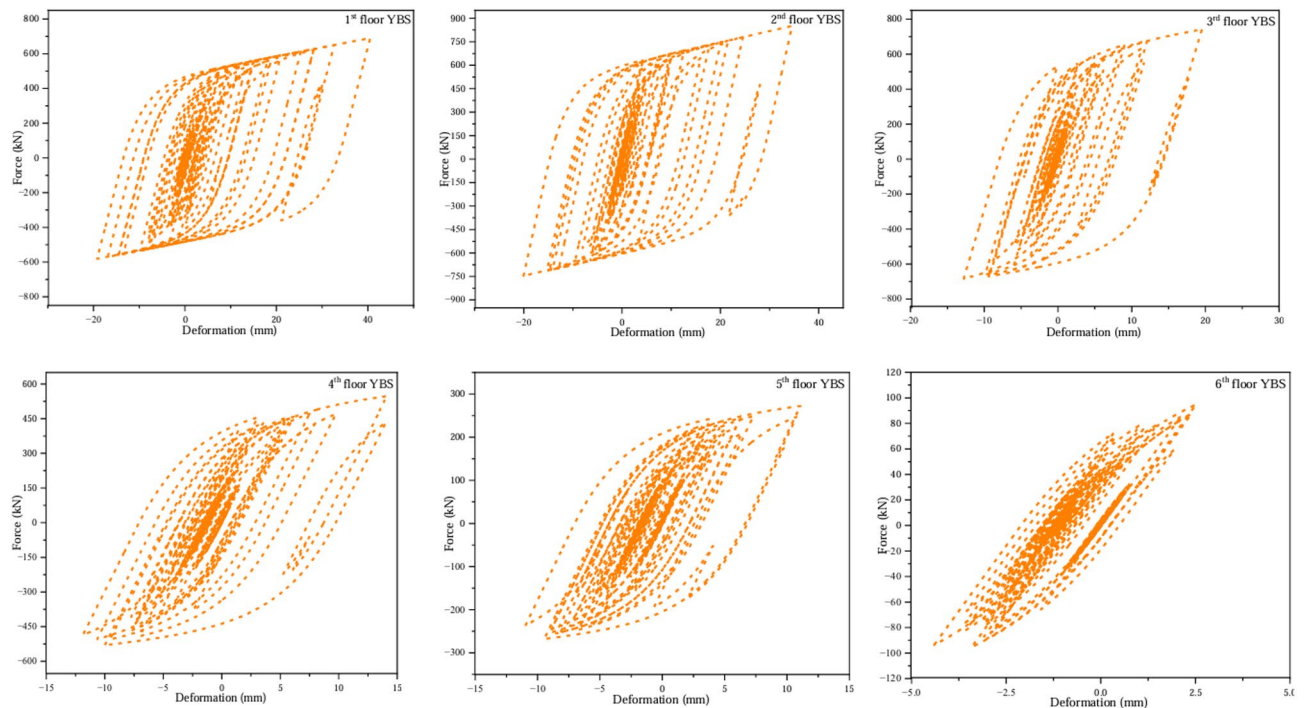 1st floor YBS
800
600
400
200
0
−200
−400
−600
−800
Force (kN)
−20 0 20 40
Deformation (mm)
2nd floor YBS
900
750
600
450
300
150
0
−150
−300
−450
−600
−750
−900
Force (kN)
−20 0 20 40
Deformation (mm)
3rd floor YBS
800
600
400
200
0
−200
−400
−600
−800
Force (kN)
−20 −10 0 10 20 30
Deformation (mm)
4th floor YBS
600
450
300
150
0
−150
−300
−450
−600
Force (kN)
−15 −10 −5 0 5 10 15
Deformation (mm)
5th floor YBS
300
200
100
0
−100
−200
−300
Force (kN)
−15 −10 −5 0 5 10 15
Deformation (mm)
6th floor YBS
120
100
80
60
40
20
0
−20
−40
−60
−80
−100
−120
Force (kN)
−5.0 −2.5 0.0 2.5 5.0
Deformation (mm)